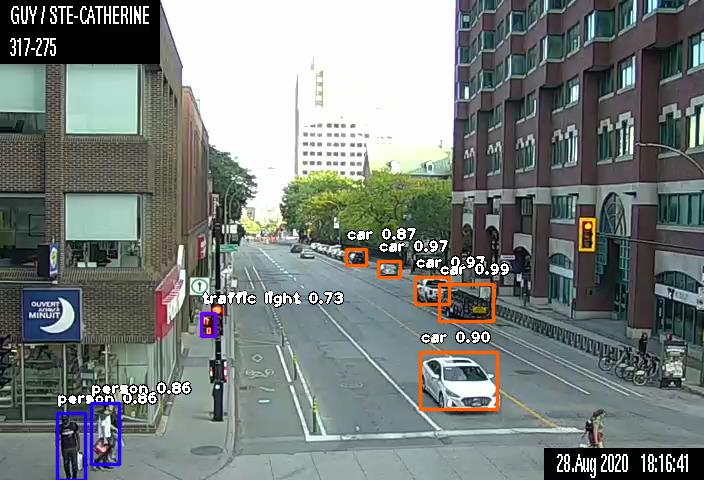 GUY / STE-CATHERINE
317-275
car 0.87
car 0.97
car 0.97
car 0.99
traffic light 0.73
1
OUVERT
JUSQU'À
MINUIT
car 0.90
person 0.86
person 0.86
28.Aug 2020 18:16:41